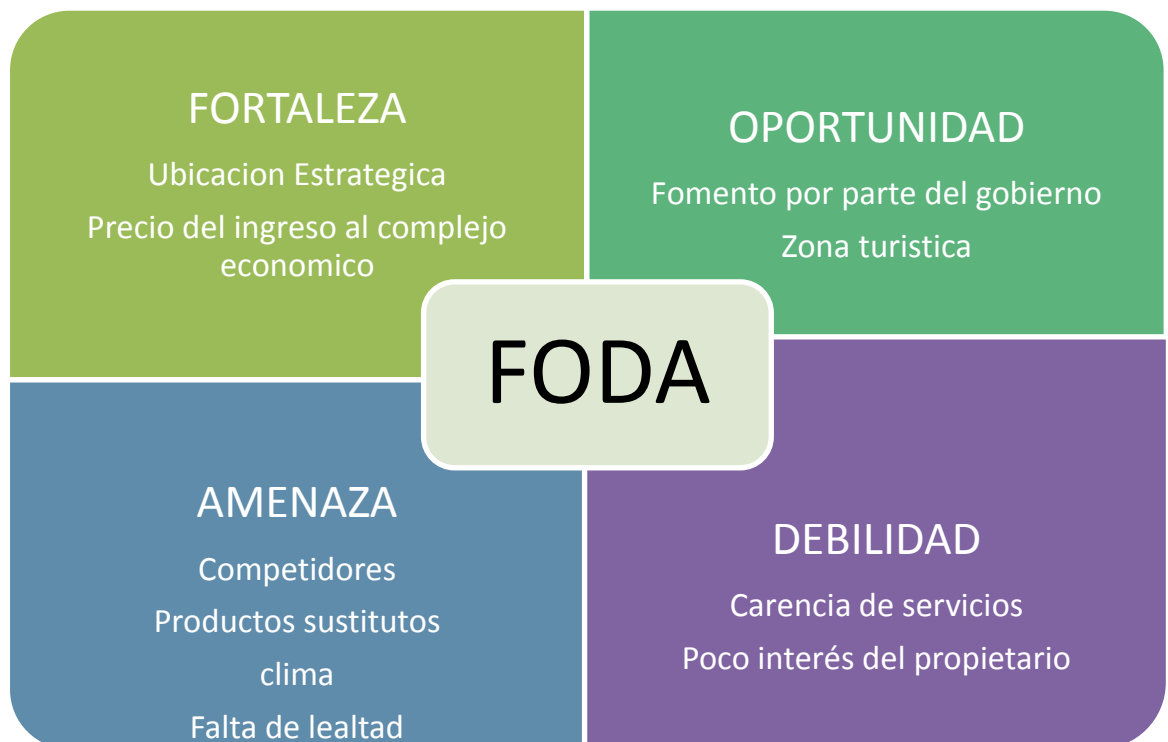 FORTALEZA
Ubicacion Estrategica
Precio del ingreso al complejo
economico
OPORTUNIDAD
Fomento por parte del gobierno
Zona turistica
FODA
AMENAZA
Competidores
Productos sustitutos
clima
Falta de lealtad
DEBILIDAD
Carencia de servicios
Poco interés del propietario